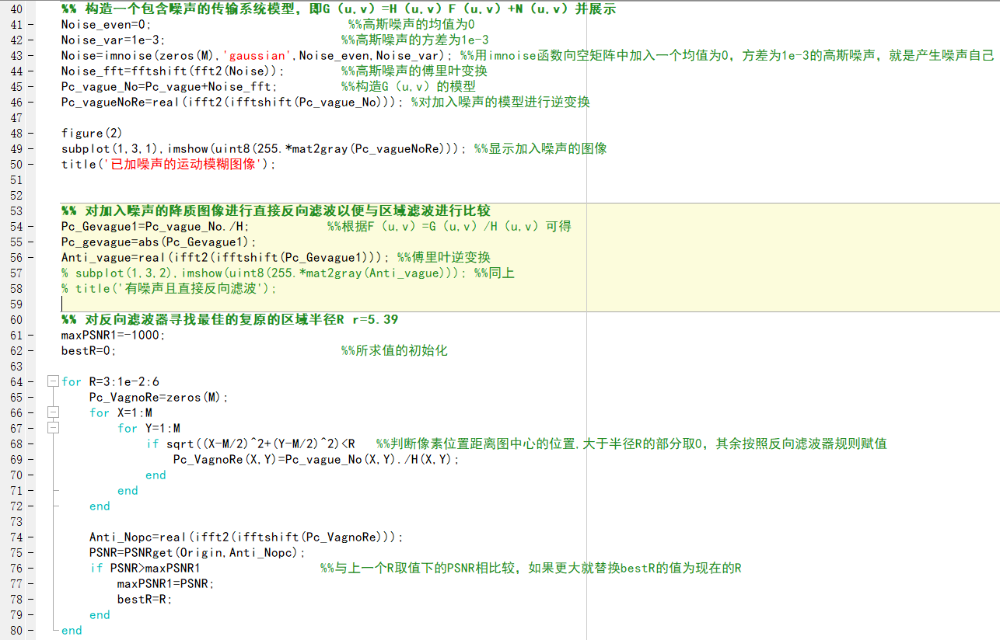 40 %% 构造一个包含噪声的传输系统模型，即G（u,v）=H（u,v）F（u,v）+N（u,v）并展示
41 Noise_even=0; %%高斯噪声的均值为0
42 Noise_var=1e-3; %%高斯噪声的方差为1e-3
43 Noise=imnoise(zeros(M),'gaussian',Noise_even,Noise_var); %%用imnoise函数向空矩阵中加入一个均值为0，方差为1e-3的高斯噪声，就是产生噪声自己
44 Noise_fft=fftshift(fft2(Noise)); %%高斯噪声的傅里叶变换
45 Pc_vague_No=Pc_vague+Noise_fft; %%构造G（u,v）的模型
46 Pc_vagueNoRe=real(ifft2(ifftshift(Pc_vague_No))); %对加入噪声的模型进行逆变换
47
48 figure(2)
49 subplot(1,3,1),imshow(uint8(255.*mat2gray(Pc_vagueNoRe))); %%显示加入噪声的图像
50 title('已加噪声的运动模糊图像');
51
52
53 %% 对加入噪声的降质图像进行直接反向滤波以便与区域滤波进行比较
54 Pc_Gevague1=Pc_vague_No./H; %%根据F（u,v）=G（u,v）/H（u,v）可得
55 Pc_gevague=abs(Pc_Gevague1);
56 Anti_vague=real(ifft2(ifftshift(Pc_Gevague1))); %%傅里叶逆变换
57 % subplot(1,3,2),imshow(uint8(255.*mat2gray(Anti_vague))); %%同上
58 % title('有噪声且直接反向滤波');
59
60 %% 对反向滤波器寻找最佳的复原的区域半径R r=5.39
61 maxPSNR1=-1000;
62 bestR=0; %%所求值的初始化
63
64 for R=3:1e-2:6
65 Pc_VagnoRe=zeros(M);
66 for X=1:M
67 for Y=1:M
68 if sqrt((X-M/2)^2+(Y-M/2)^2)<R %%判断像素位置距离图中心的位置,大于半径R的部分取0，其余按照反向滤波器规则赋值
69 Pc_VagnoRe(X,Y)=Pc_vague_No(X,Y)./H(X,Y);
70 end
71 end
72 end
73
74 Anti_Nopc=real(ifft2(ifftshift(Pc_VagnoRe)));
75 PSNR=PSNRget(Origin,Anti_Nopc);
76 if PSNR>maxPSNR1 %%与上一个R取值下的PSNR相比较，如果更大就替换bestR的值为现在的R
77 maxPSNR1=PSNR;
78 bestR=R;
79 end
80 end